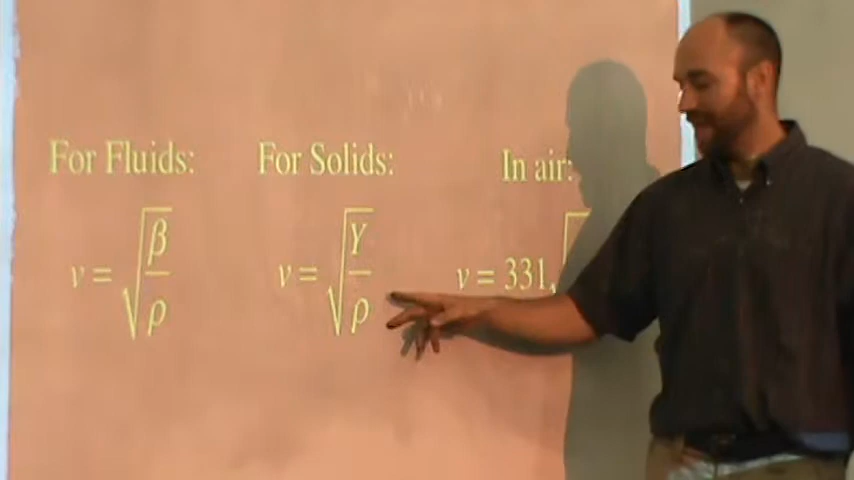 For Fluids:
v = √(β/ρ)
For Solids:
v = √(Y/ρ)
In air:
v = 331